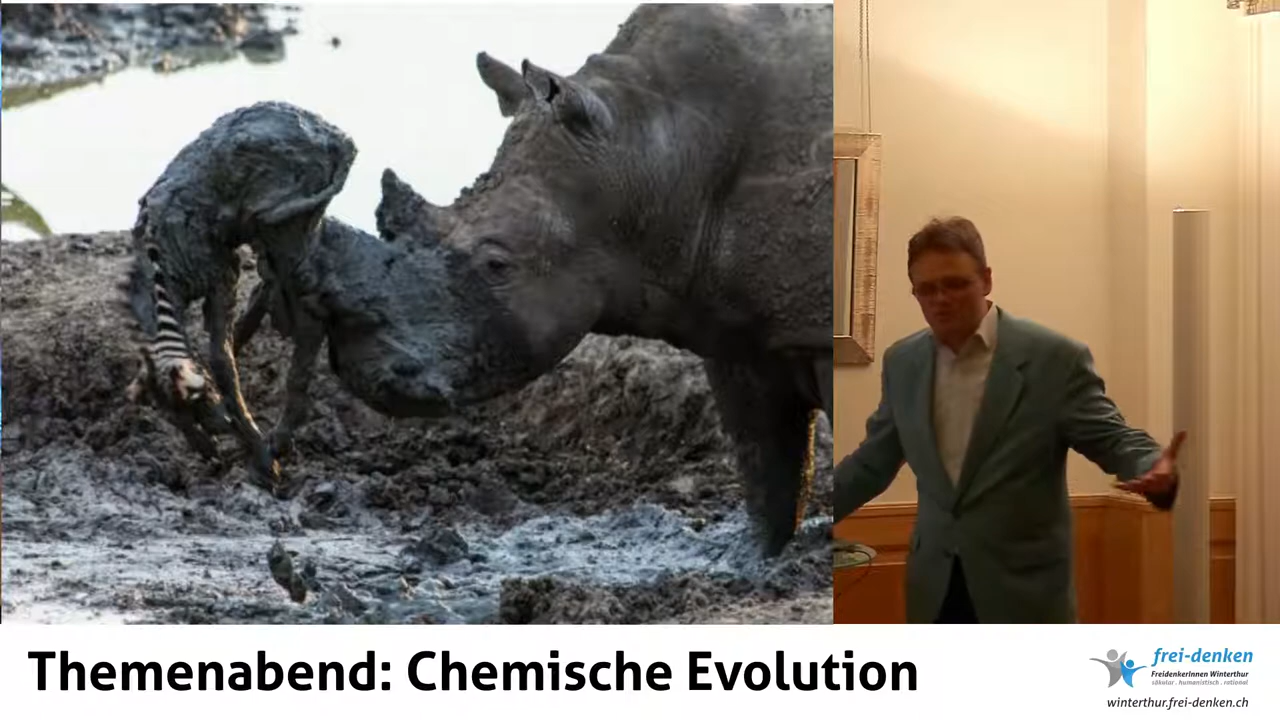 Themenabend: Chemische Evolution
frei-denken
FreidenkerInnen Winterthur
säkular . humanistisch . rational
winterthur.frei-denken.ch